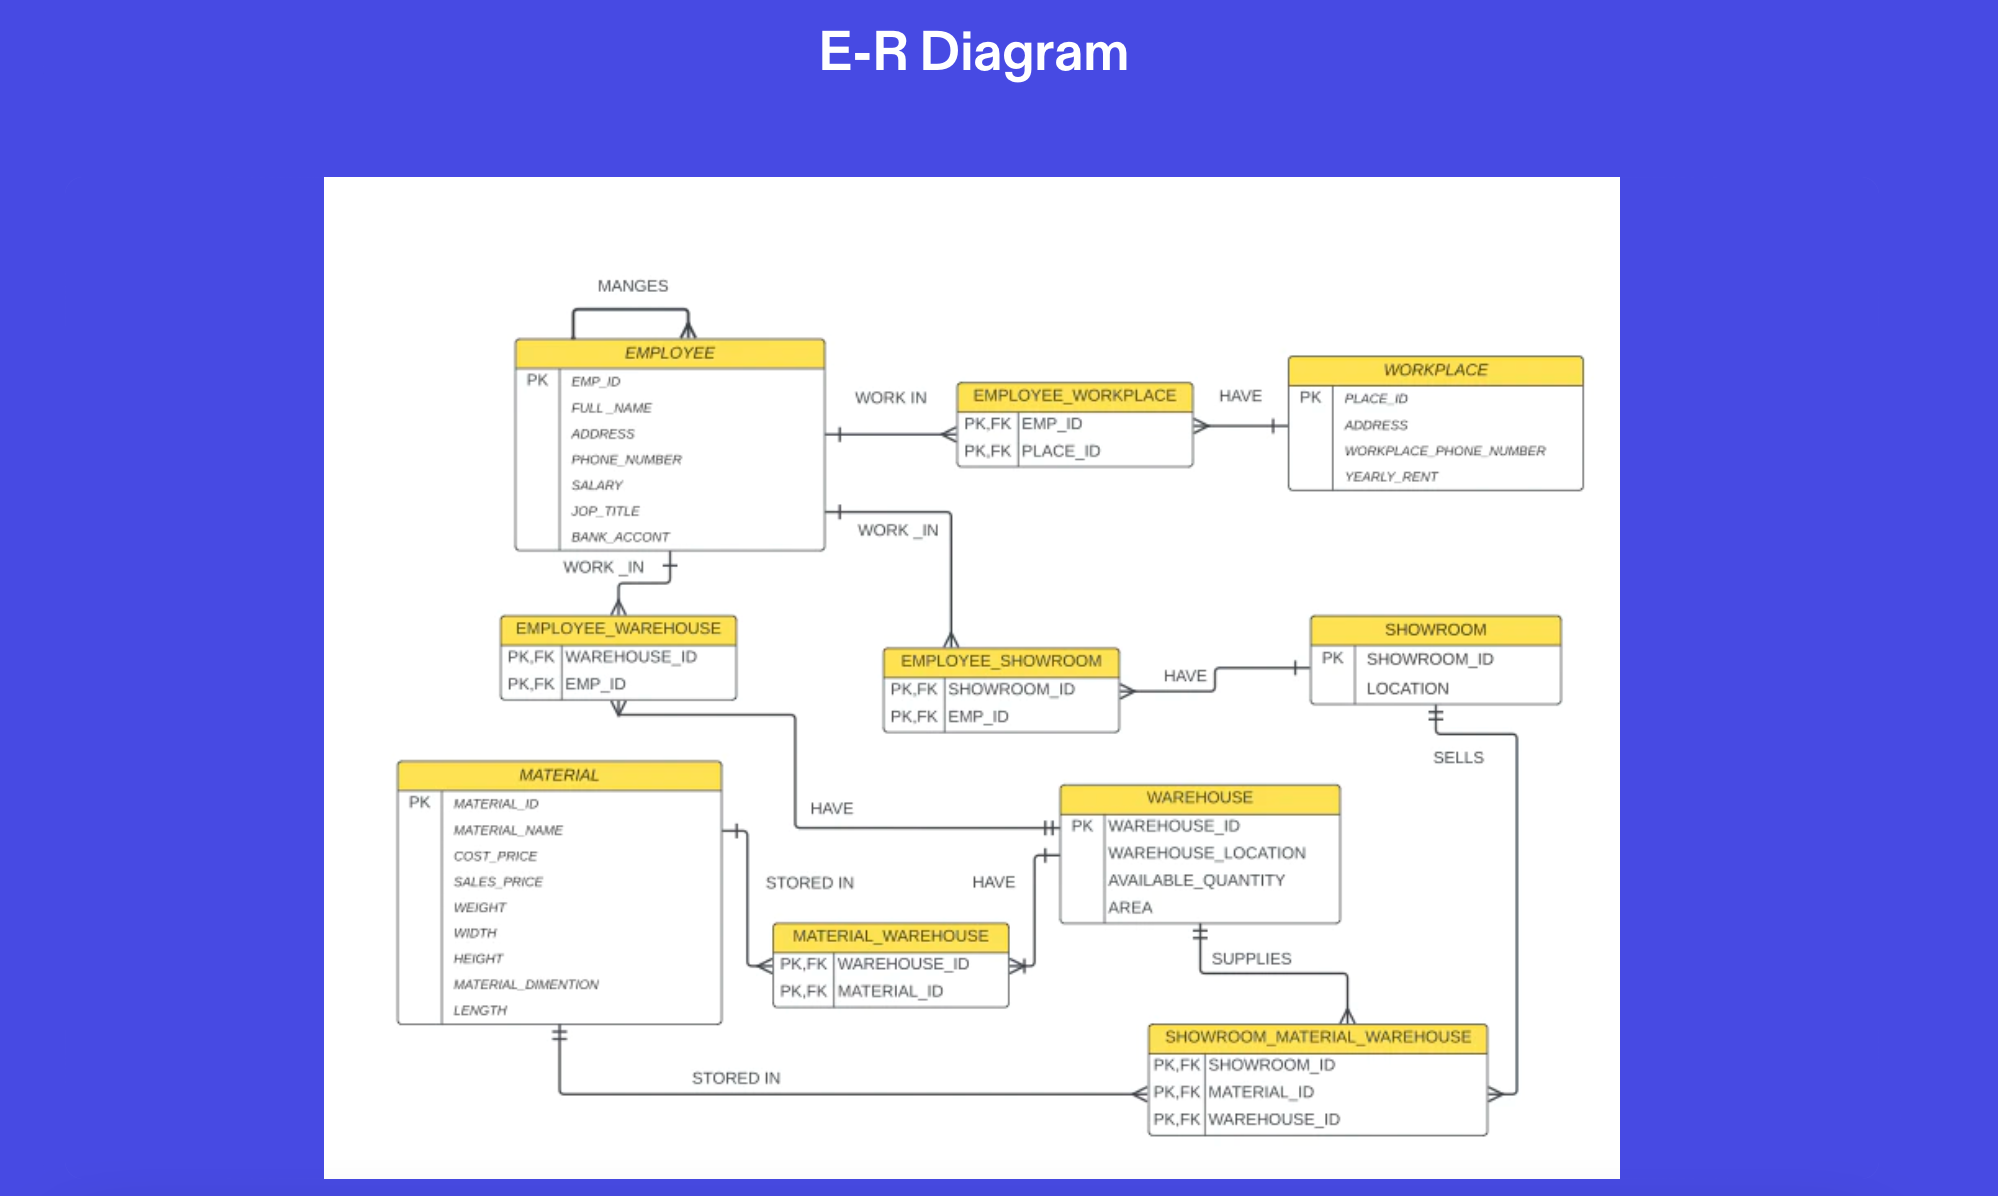 E-R Diagram
MANGES
EMPLOYEE
PK EMP_ID
FULL _NAME
ADDRESS
PHONE_NUMBER
SALARY
JOP_TITLE
BANK_ACCONT
WORK IN
EMPLOYEE_WORKPLACE
PK,FK EMP_ID
PK,FK PLACE_ID
HAVE
WORKPLACE
PK PLACE_ID
ADDRESS
WORKPLACE_PHONE_NUMBER
YEARLY_RENT
WORK _IN
WORK _IN
EMPLOYEE_WAREHOUSE
PK,FK WAREHOUSE_ID
PK,FK EMP_ID
EMPLOYEE_SHOWROOM
PK,FK SHOWROOM_ID
PK,FK EMP_ID
HAVE
SHOWROOM
PK SHOWROOM_ID
LOCATION
SELLS
MATERIAL
PK MATERIAL_ID
MATERIAL_NAME
COST_PRICE
SALES_PRICE
WEIGHT
WIDTH
HEIGHT
MATERIAL_DIMENTION
LENGTH
HAVE
WAREHOUSE
PK WAREHOUSE_ID
WAREHOUSE_LOCATION
AVAILABLE_QUANTITY
AREA
STORED IN
HAVE
MATERIAL_WAREHOUSE
PK,FK WAREHOUSE_ID
PK,FK MATERIAL_ID
SUPPLIES
SHOWROOM_MATERIAL_WAREHOUSE
PK,FK SHOWROOM_ID
PK,FK MATERIAL_ID
PK,FK WAREHOUSE_ID
STORED IN